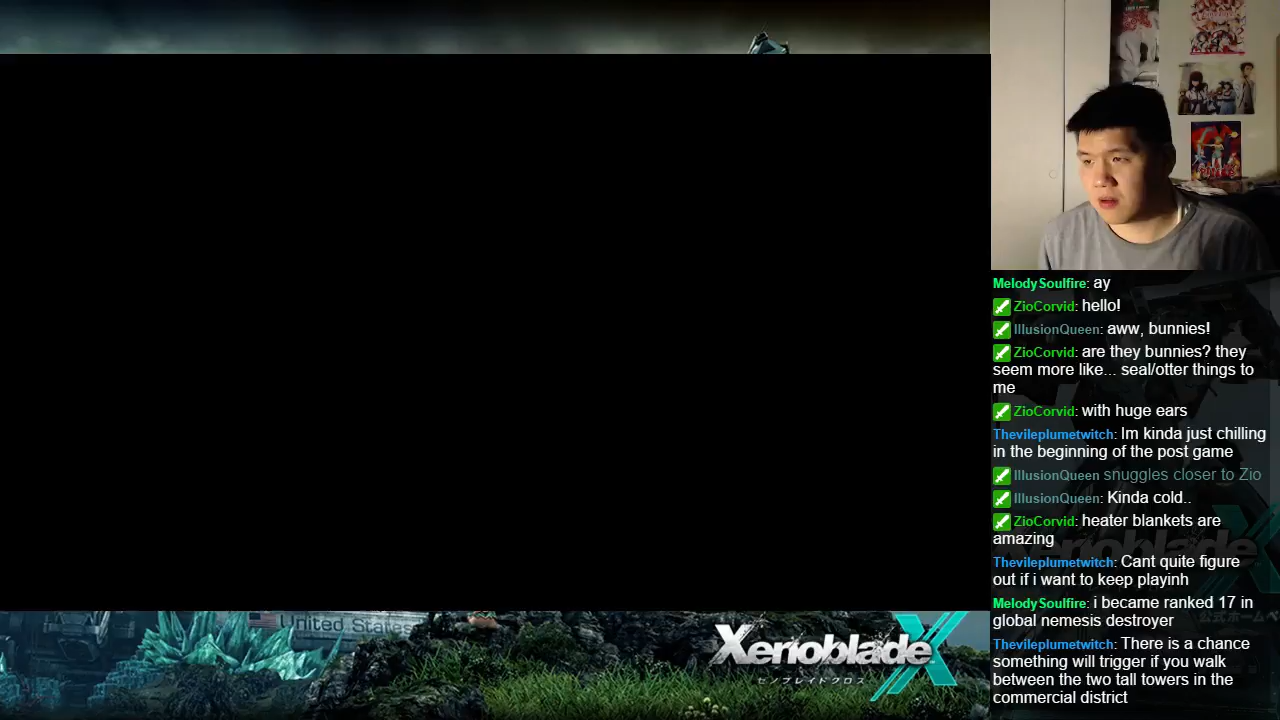 MelodySoulfire: ay
ZioCorvid: hello!
IllusionQueen: aww, bunnies!
ZioCorvid: are they bunnies? they
seem more like... seal/otter things to
me
ZioCorvid: with huge ears
Thevileplumetwitch: Im kinda just chilling
in the beginning of the post game
IllusionQueen snuggles closer to Zio
IllusionQueen: Kinda cold..
ZioCorvid: heater blankets are
amazing
Thevileplumetwitch: Cant quite figure
out if i want to keep playinh
MelodySoulfire: i became ranked 17 in
global nemesis destroyer
Thevileplumetwitch: There is a chance
something will trigger if you walk
between the two tall towers in the
commercial district
United States
Xenoblade X
ゼノブレイドクロス